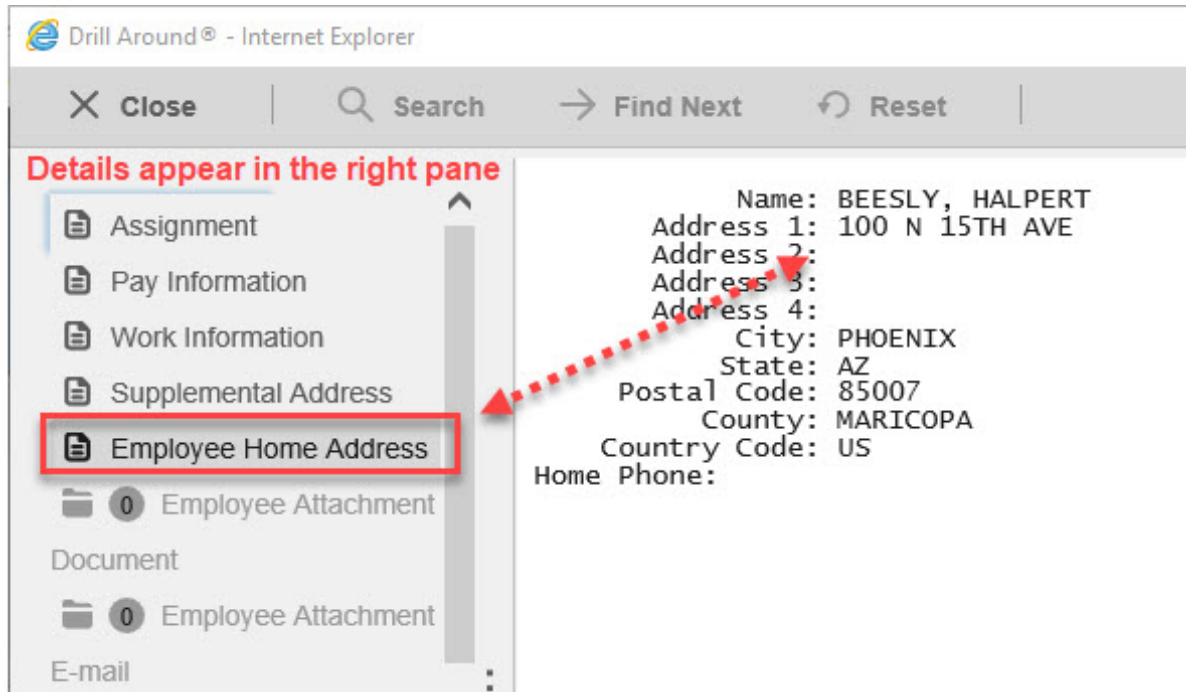 Drill Around® - Internet Explorer
Close Search Find Next Reset
Details appear in the right pane
Assignment
Pay Information
Work Information
Supplemental Address
Employee Home Address
0 Employee Attachment
Document
0 Employee Attachment
E-mail
Name: BEESLY, HALPERT
Address 1: 100 N 15TH AVE
Address 2:
Address 3:
Address 4:
City: PHOENIX
State: AZ
Postal Code: 85007
County: MARICOPA
Country Code: US
Home Phone: